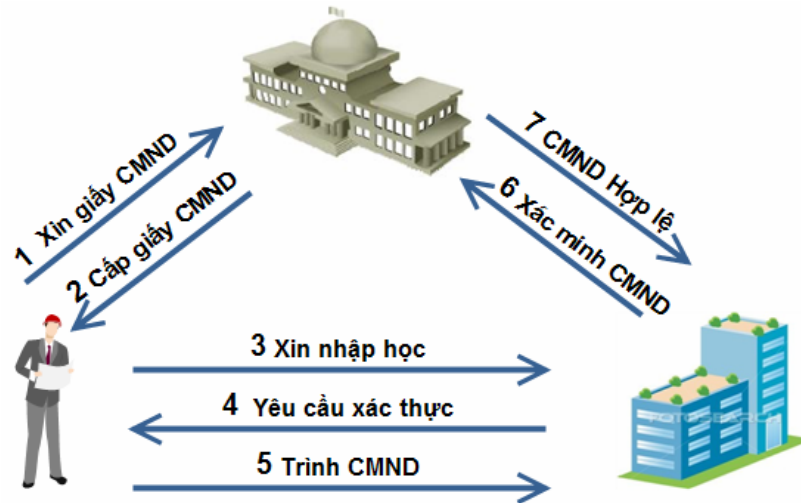 1 Xin giấy CMND
2 Cấp giấy CMND
7 CMND Hợp lệ
6 Xác minh CMND
3 Xin nhập học
4 Yêu cầu xác thực
5 Trình CMND
FOTOSEARCH